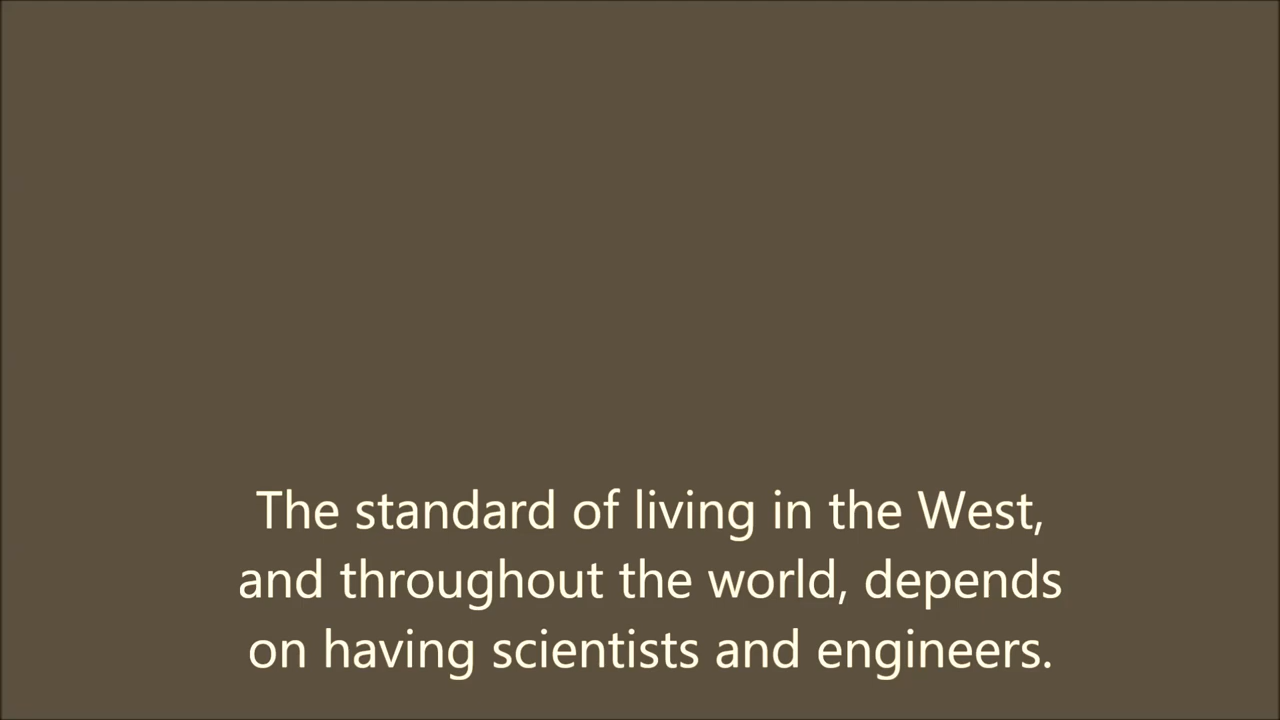 The standard of living in the West,
and throughout the world, depends
on having scientists and engineers.